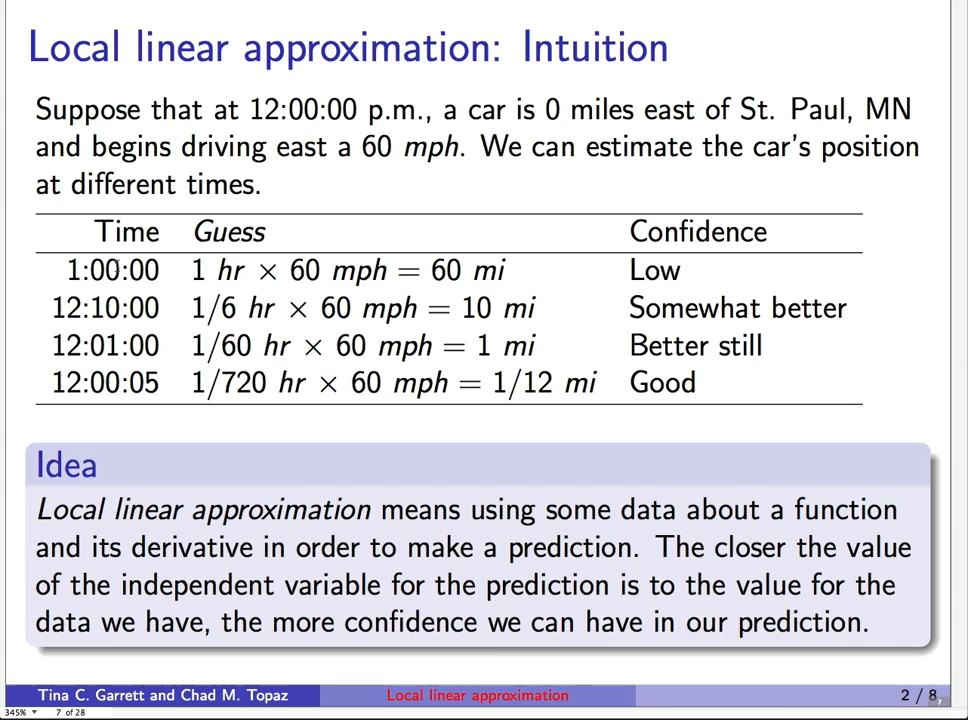 Local linear approximation: Intuition
Suppose that at 12:00:00 p.m., a car is 0 miles east of St. Paul, MN
and begins driving east a 60 mph. We can estimate the car's position
at different times.
Time Guess Confidence
1:00:00 1 hr × 60 mph = 60 mi Low
12:10:00 1/6 hr × 60 mph = 10 mi Somewhat better
12:01:00 1/60 hr × 60 mph = 1 mi Better still
12:00:05 1/720 hr × 60 mph = 1/12 mi Good
Idea
Local linear approximation means using some data about a function
and its derivative in order to make a prediction. The closer the value
of the independent variable for the prediction is to the value for the
data we have, the more confidence we can have in our prediction.
Tina C. Garrett and Chad M. Topaz Local linear approximation 2 / 8
345% 7 of 28